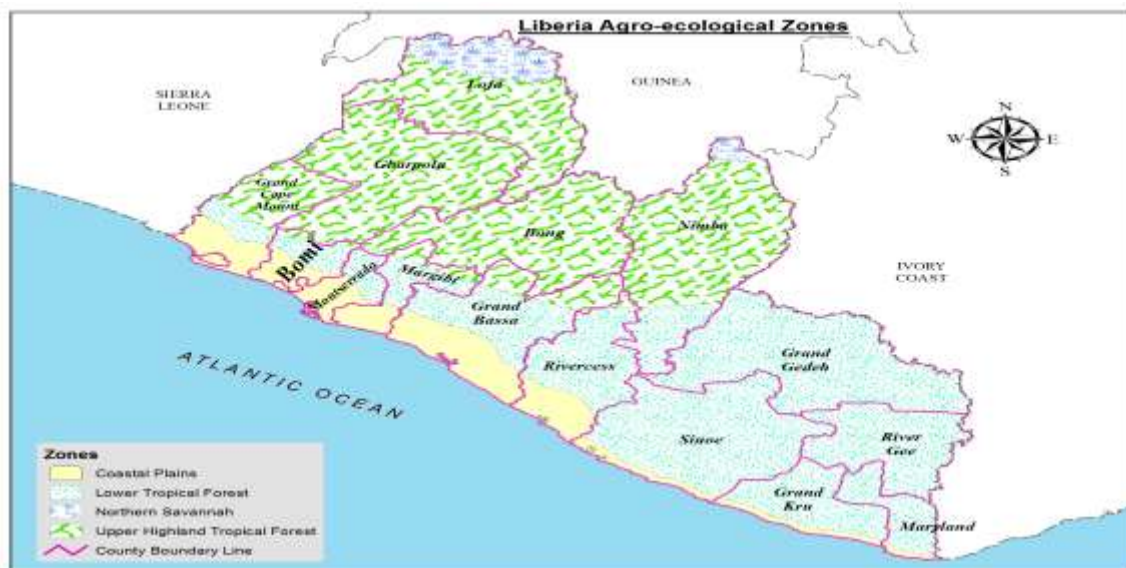 Liberia Agro-ecological Zones
SIERRA
LEONE
GUINEA
Lofa
N
W
E
S
Gbarpolu
Grand
Cape
Mount
Bong
Nimba
IVORY
COAST
Bomi
Montserrado
Margibi
Grand
Bassa
Rivercess
Grand
Gedeh
ATLANTIC OCEAN
Sinoe
River
Gee
Grand
Kru
Maryland
Zones
Coastal Plains
Lower Tropical Forest
Northern Savannah
Upper Highland Tropical Forest
County Boundary Line